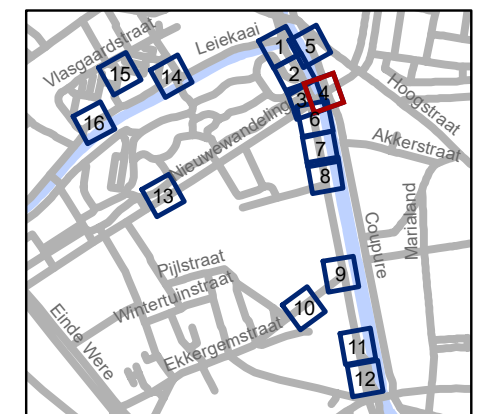 Vlasgaardstraat
Leiekaai
1
5
2
15
14
3
4
Hoogstraat
16
6
Nieuwewandeling
Akkerstraat
7
8
13
Marialand
Coupure
Pijlstraat
9
Wintertuinstraat
10
Einde Were
Ekkergemstraat
11
12